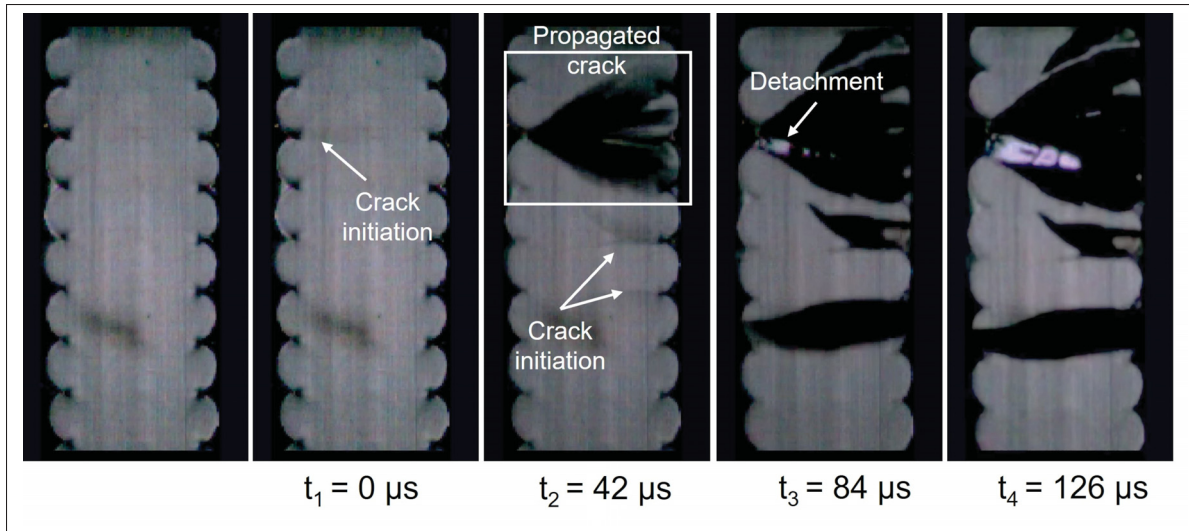 Propagated
crack
Detachment
Crack
initiation
Crack
initiation
t₁ = 0 µs
t₂ = 42 µs
t₃ = 84 µs
t₄ = 126 µs